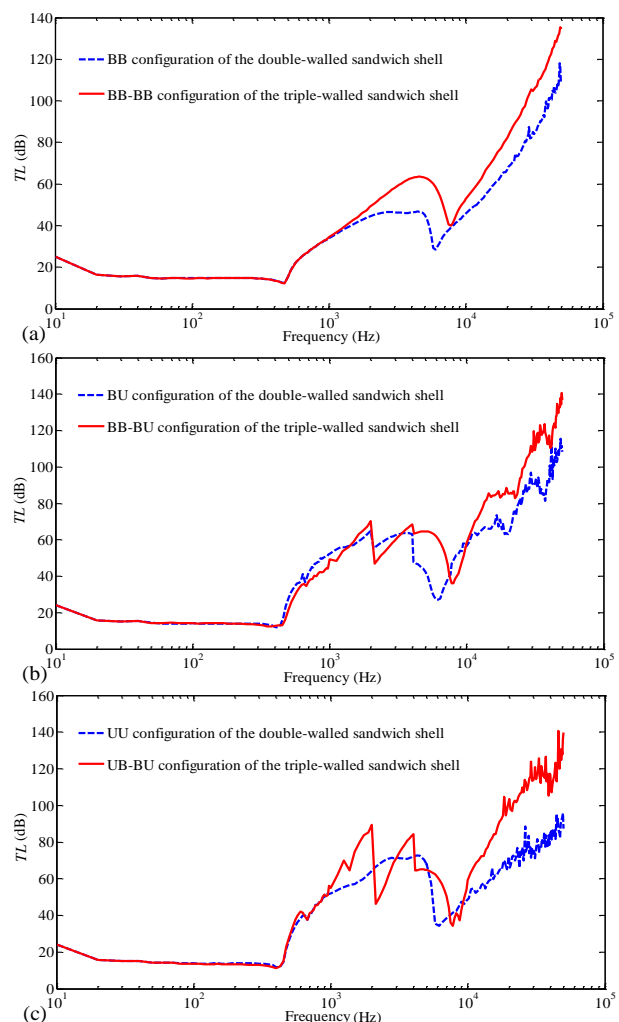 140
120
100
80
60
40
20
0
TL (dB)
BB configuration of the double-walled sandwich shell
BB-BB configuration of the triple-walled sandwich shell
10^1 10^2 10^3 10^4 10^5
Frequency (Hz)
(a)
160
140
120
100
80
60
40
20
0
TL (dB)
BU configuration of the double-walled sandwich shell
BB-BU configuration of the triple-walled sandwich shell
10^1 10^2 10^3 10^4 10^5
Frequency (Hz)
(b)
160
140
120
100
80
60
40
20
0
TL (dB)
UU configuration of the double-walled sandwich shell
UB-BU configuration of the triple-walled sandwich shell
10^1 10^2 10^3 10^4 10^5
Frequency (Hz)
(c)